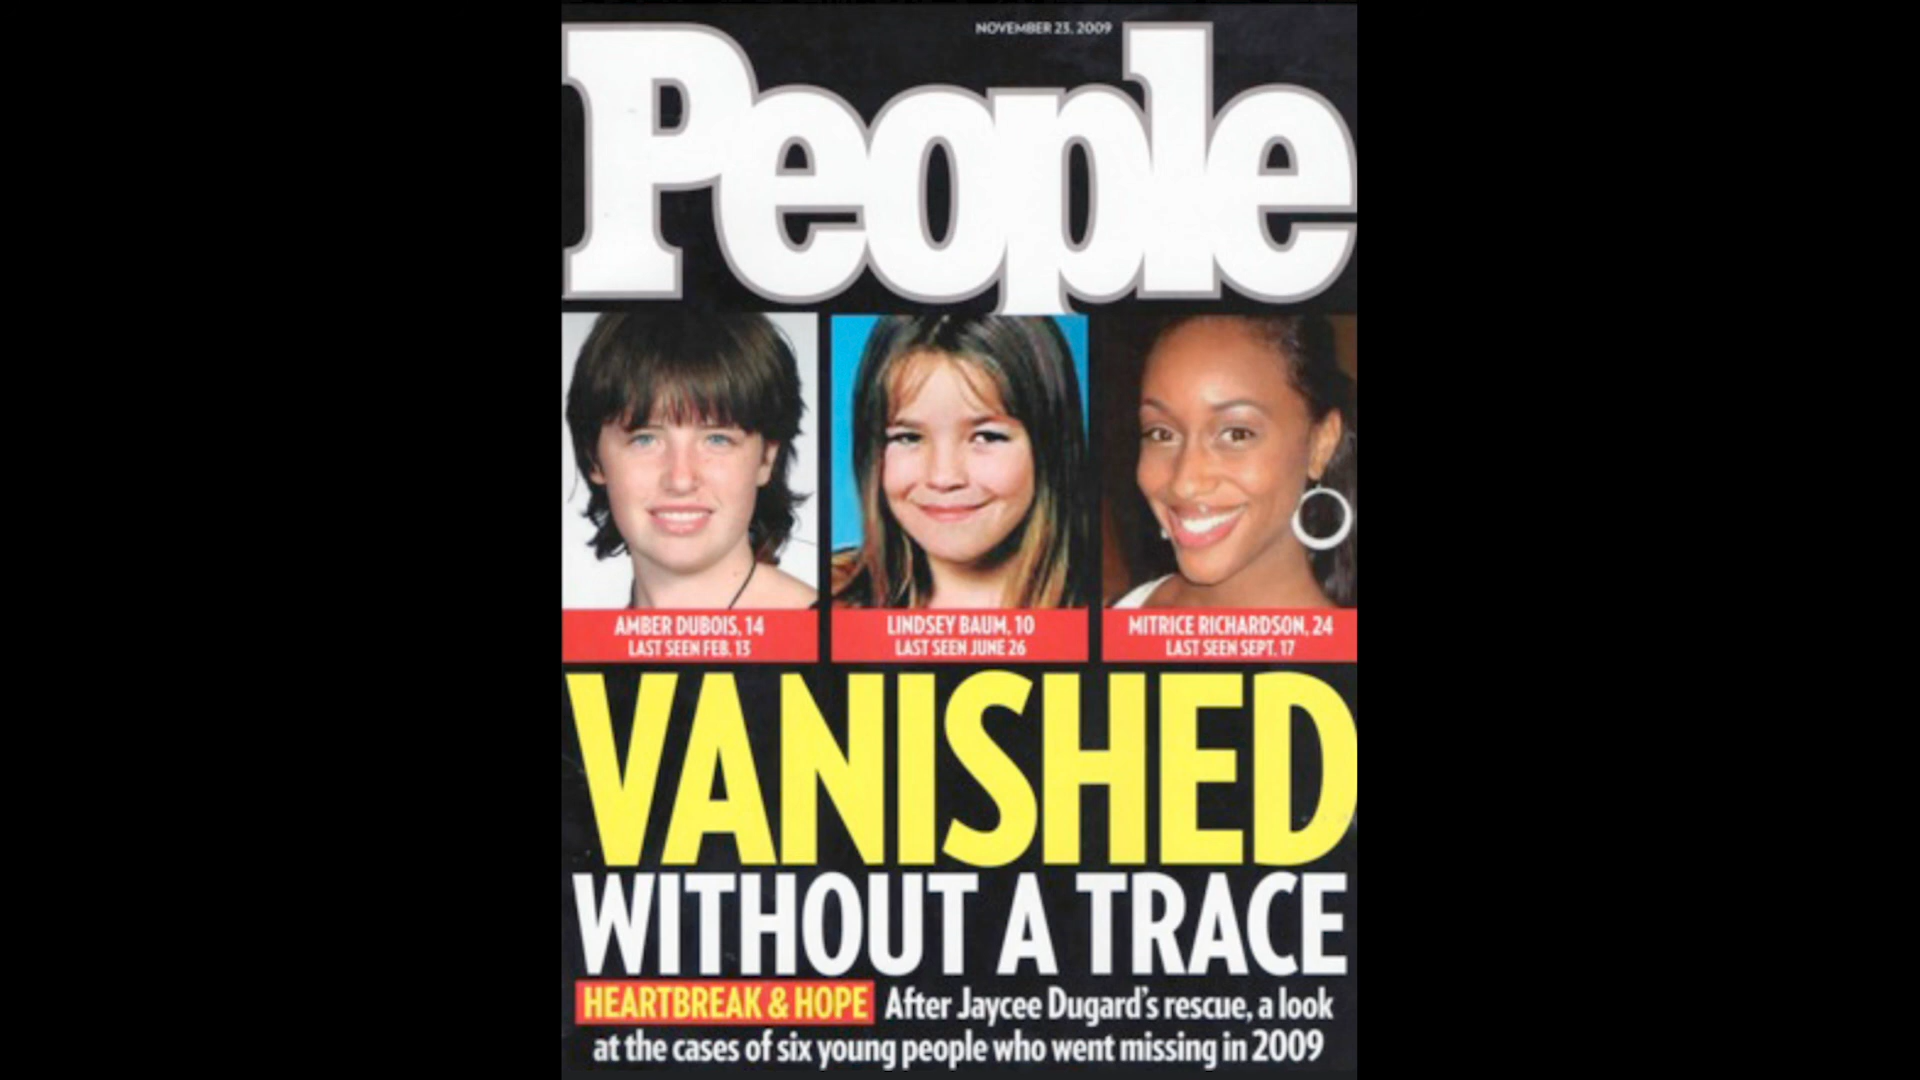 NOVEMBER 23, 2009
People
AMBER DUBOIS, 14
LAST SEEN FEB. 13
LINDSEY BAUM, 10
LAST SEEN JUNE 26
MITRICE RICHARDSON, 24
LAST SEEN SEPT. 17
VANISHED
WITHOUT A TRACE
HEARTBREAK & HOPE After Jaycee Dugard's rescue, a look
at the cases of six young people who went missing in 2009